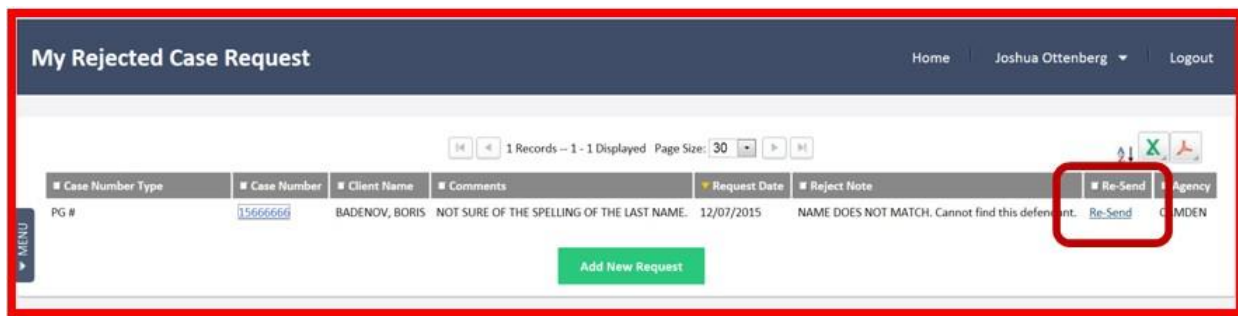 My Rejected Case Request
Home Joshua Ottenberg Logout
1 Records -- 1 - 1 Displayed Page Size: 30
Case Number Type Case Number Client Name Comments Request Date Reject Note Re-Send Agency
PG # 15666666 BADENOV, BORIS NOT SURE OF THE SPELLING OF THE LAST NAME. 12/07/2015 NAME DOES NOT MATCH. Cannot find this defendant. Re-Send CAMDEN
MENU
Add New Request